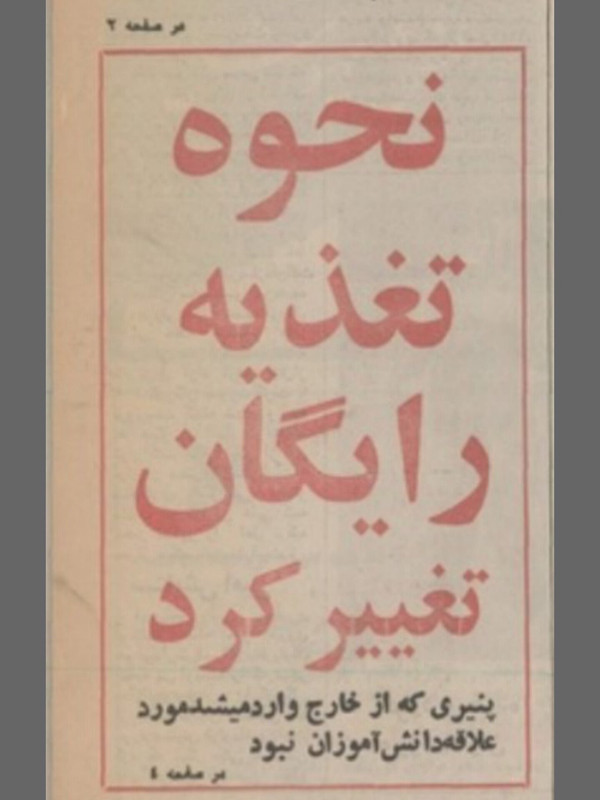 در صفحه ۲
نحوه
تغذیه
رایگان
تغییر کرد
پنیری که از خارج واردمیشدمورد
علاقه‌دانش‌آموزان نبود
در صفحه ٤